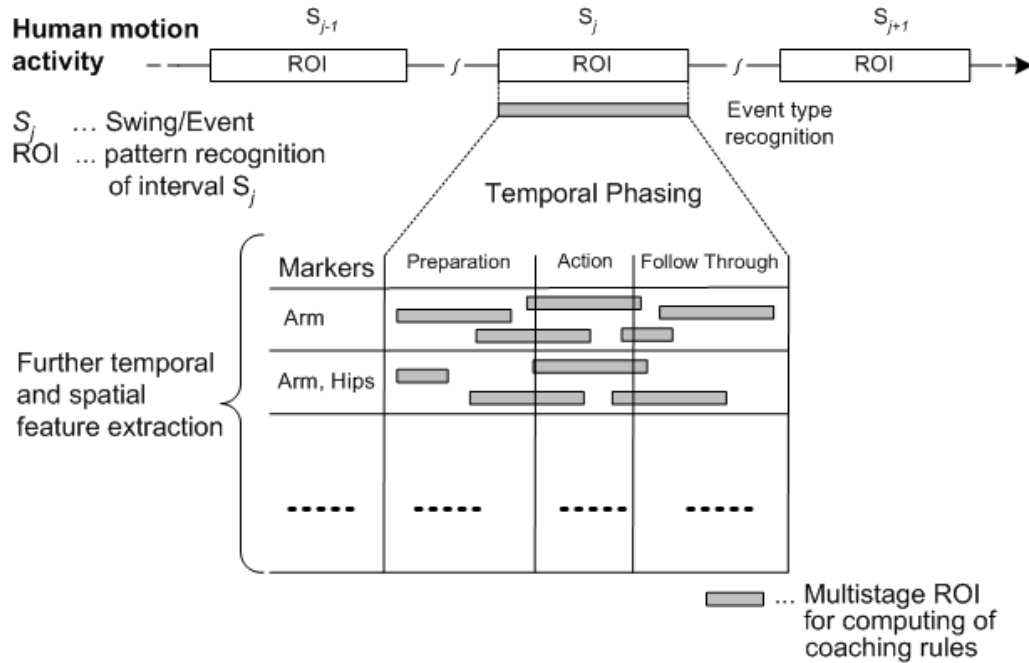 Human motion
activity
S_{j-1}
S_j
S_{j+1}
ROI
ROI
ROI
S_j ... Swing/Event
ROI ... pattern recognition
of interval S_j
Event type
recognition
Temporal Phasing
Markers
Preparation
Action
Follow Through
Arm
Arm, Hips
Further temporal
and spatial
feature extraction
... Multistage ROI
for computing of
coaching rules